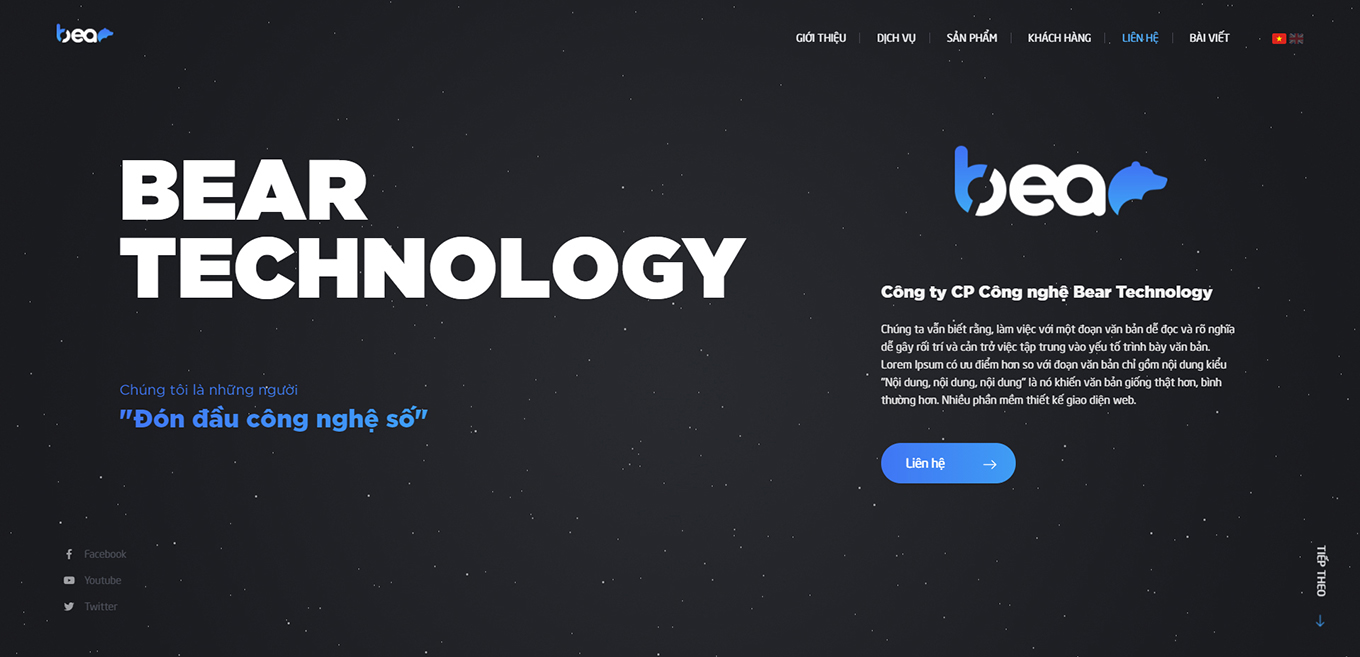 bear
GIỚI THIỆU
DỊCH VỤ
SẢN PHẨM
KHÁCH HÀNG
LIÊN HỆ
BÀI VIẾT
BEAR
TECHNOLOGY
Chúng tôi là những người
"Đón đầu công nghệ số"
bear
Công ty CP Công nghệ Bear Technology
Chúng ta vẫn biết rằng, làm việc với một đoạn văn bản dễ đọc và rõ nghĩa
dễ gây rối trí và cản trở việc tập trung vào yếu tố trình bày văn bản.
Lorem Ipsum có ưu điểm hơn so với đoạn văn bản chỉ gồm nội dung kiểu
"Nội dung, nội dung, nội dung" là nó khiến văn bản giống thật hơn, bình
thường hơn. Nhiều phần mềm thiết kế giao diện web.
Liên hệ
Facebook
Youtube
Twitter
TIẾP THEO